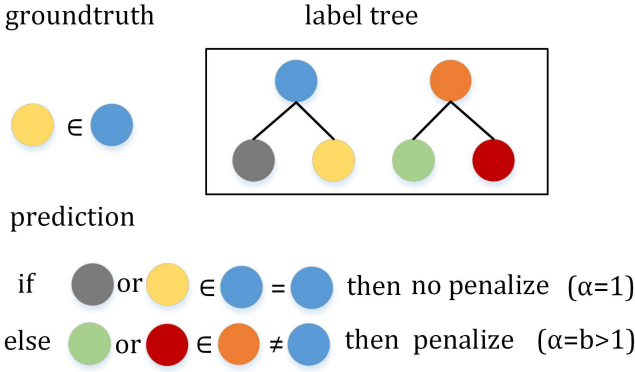 groundtruth label tree
∈
prediction
if or ∈ = then no penalize (α=1)
else or ∈ ≠ then penalize (α=b>1)